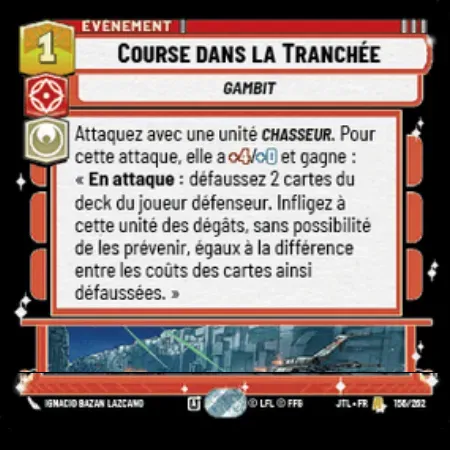 ÉVÉNEMENT
1
COURSE DANS LA TRANCHÉE
GAMBIT
Attaquez avec une unité CHASSEUR. Pour
cette attaque, elle a +4/+0 et gagne :
« En attaque : défaussez 2 cartes du
deck du joueur défenseur. Infligez à
cette unité des dégâts, sans possibilité
de les prévenir, égaux à la différence
entre les coûts des cartes ainsi
défaussées. »
IGNACIO BAZAN LAZCANO
© LFL © FFG
JTL • FR
156/262